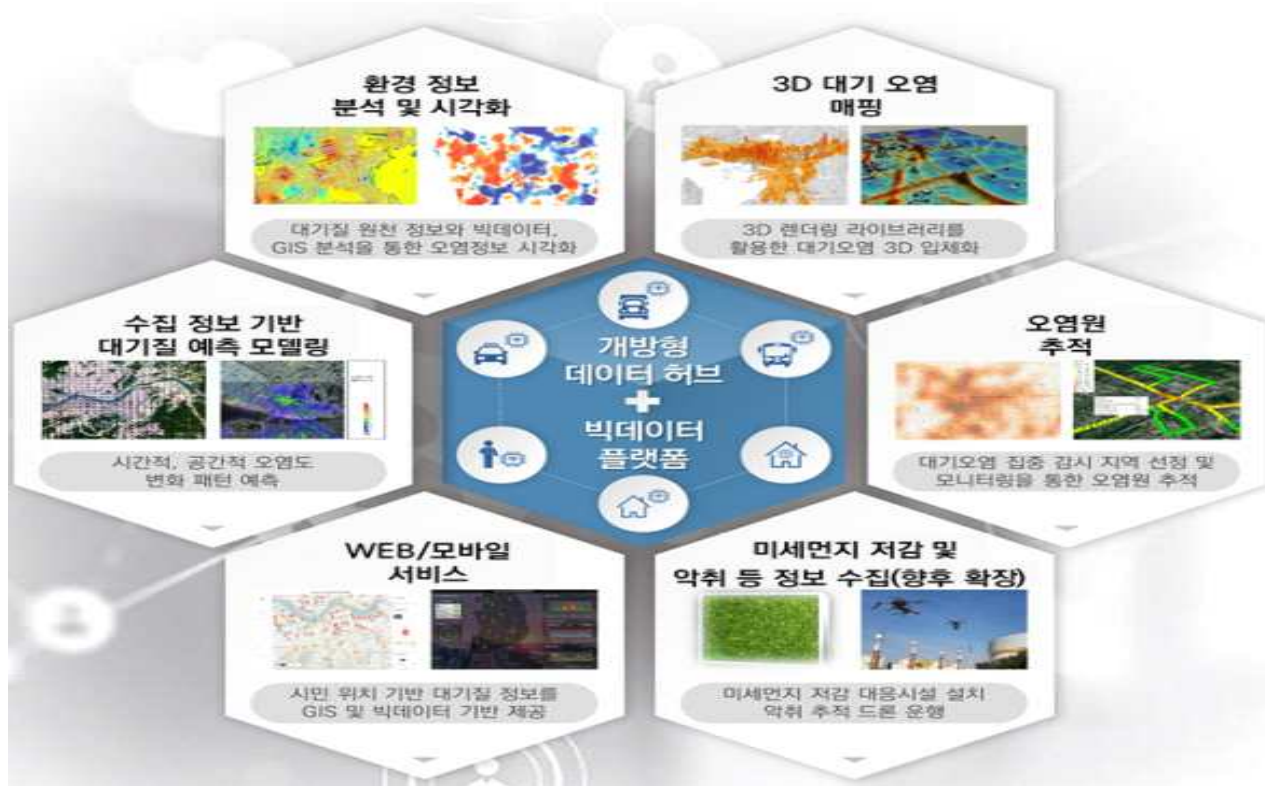 환경 정보
분석 및 시각화
대기질 원천 정보와 빅데이터,
GIS 분석을 통한 오염정보 시각화
3D 대기 오염
매핑
3D 렌더링 라이브러리를
활용한 대기오염 3D 입체화
수집 정보 기반
대기질 예측 모델링
시간적, 공간적 오염도
변화 패턴 예측
개방형
데이터 허브
+
빅데이터
플랫폼
오염원
추적
대기오염 집중 감시 지역 선정 및
모니터링을 통한 오염원 추적
WEB/모바일
서비스
시민 위치 기반 대기질 정보를
GIS 및 빅데이터 기반 제공
미세먼지 저감 및
악취 등 정보 수집(향후 확장)
미세먼지 저감 대응시설 설치
악취 추적 드론 운행